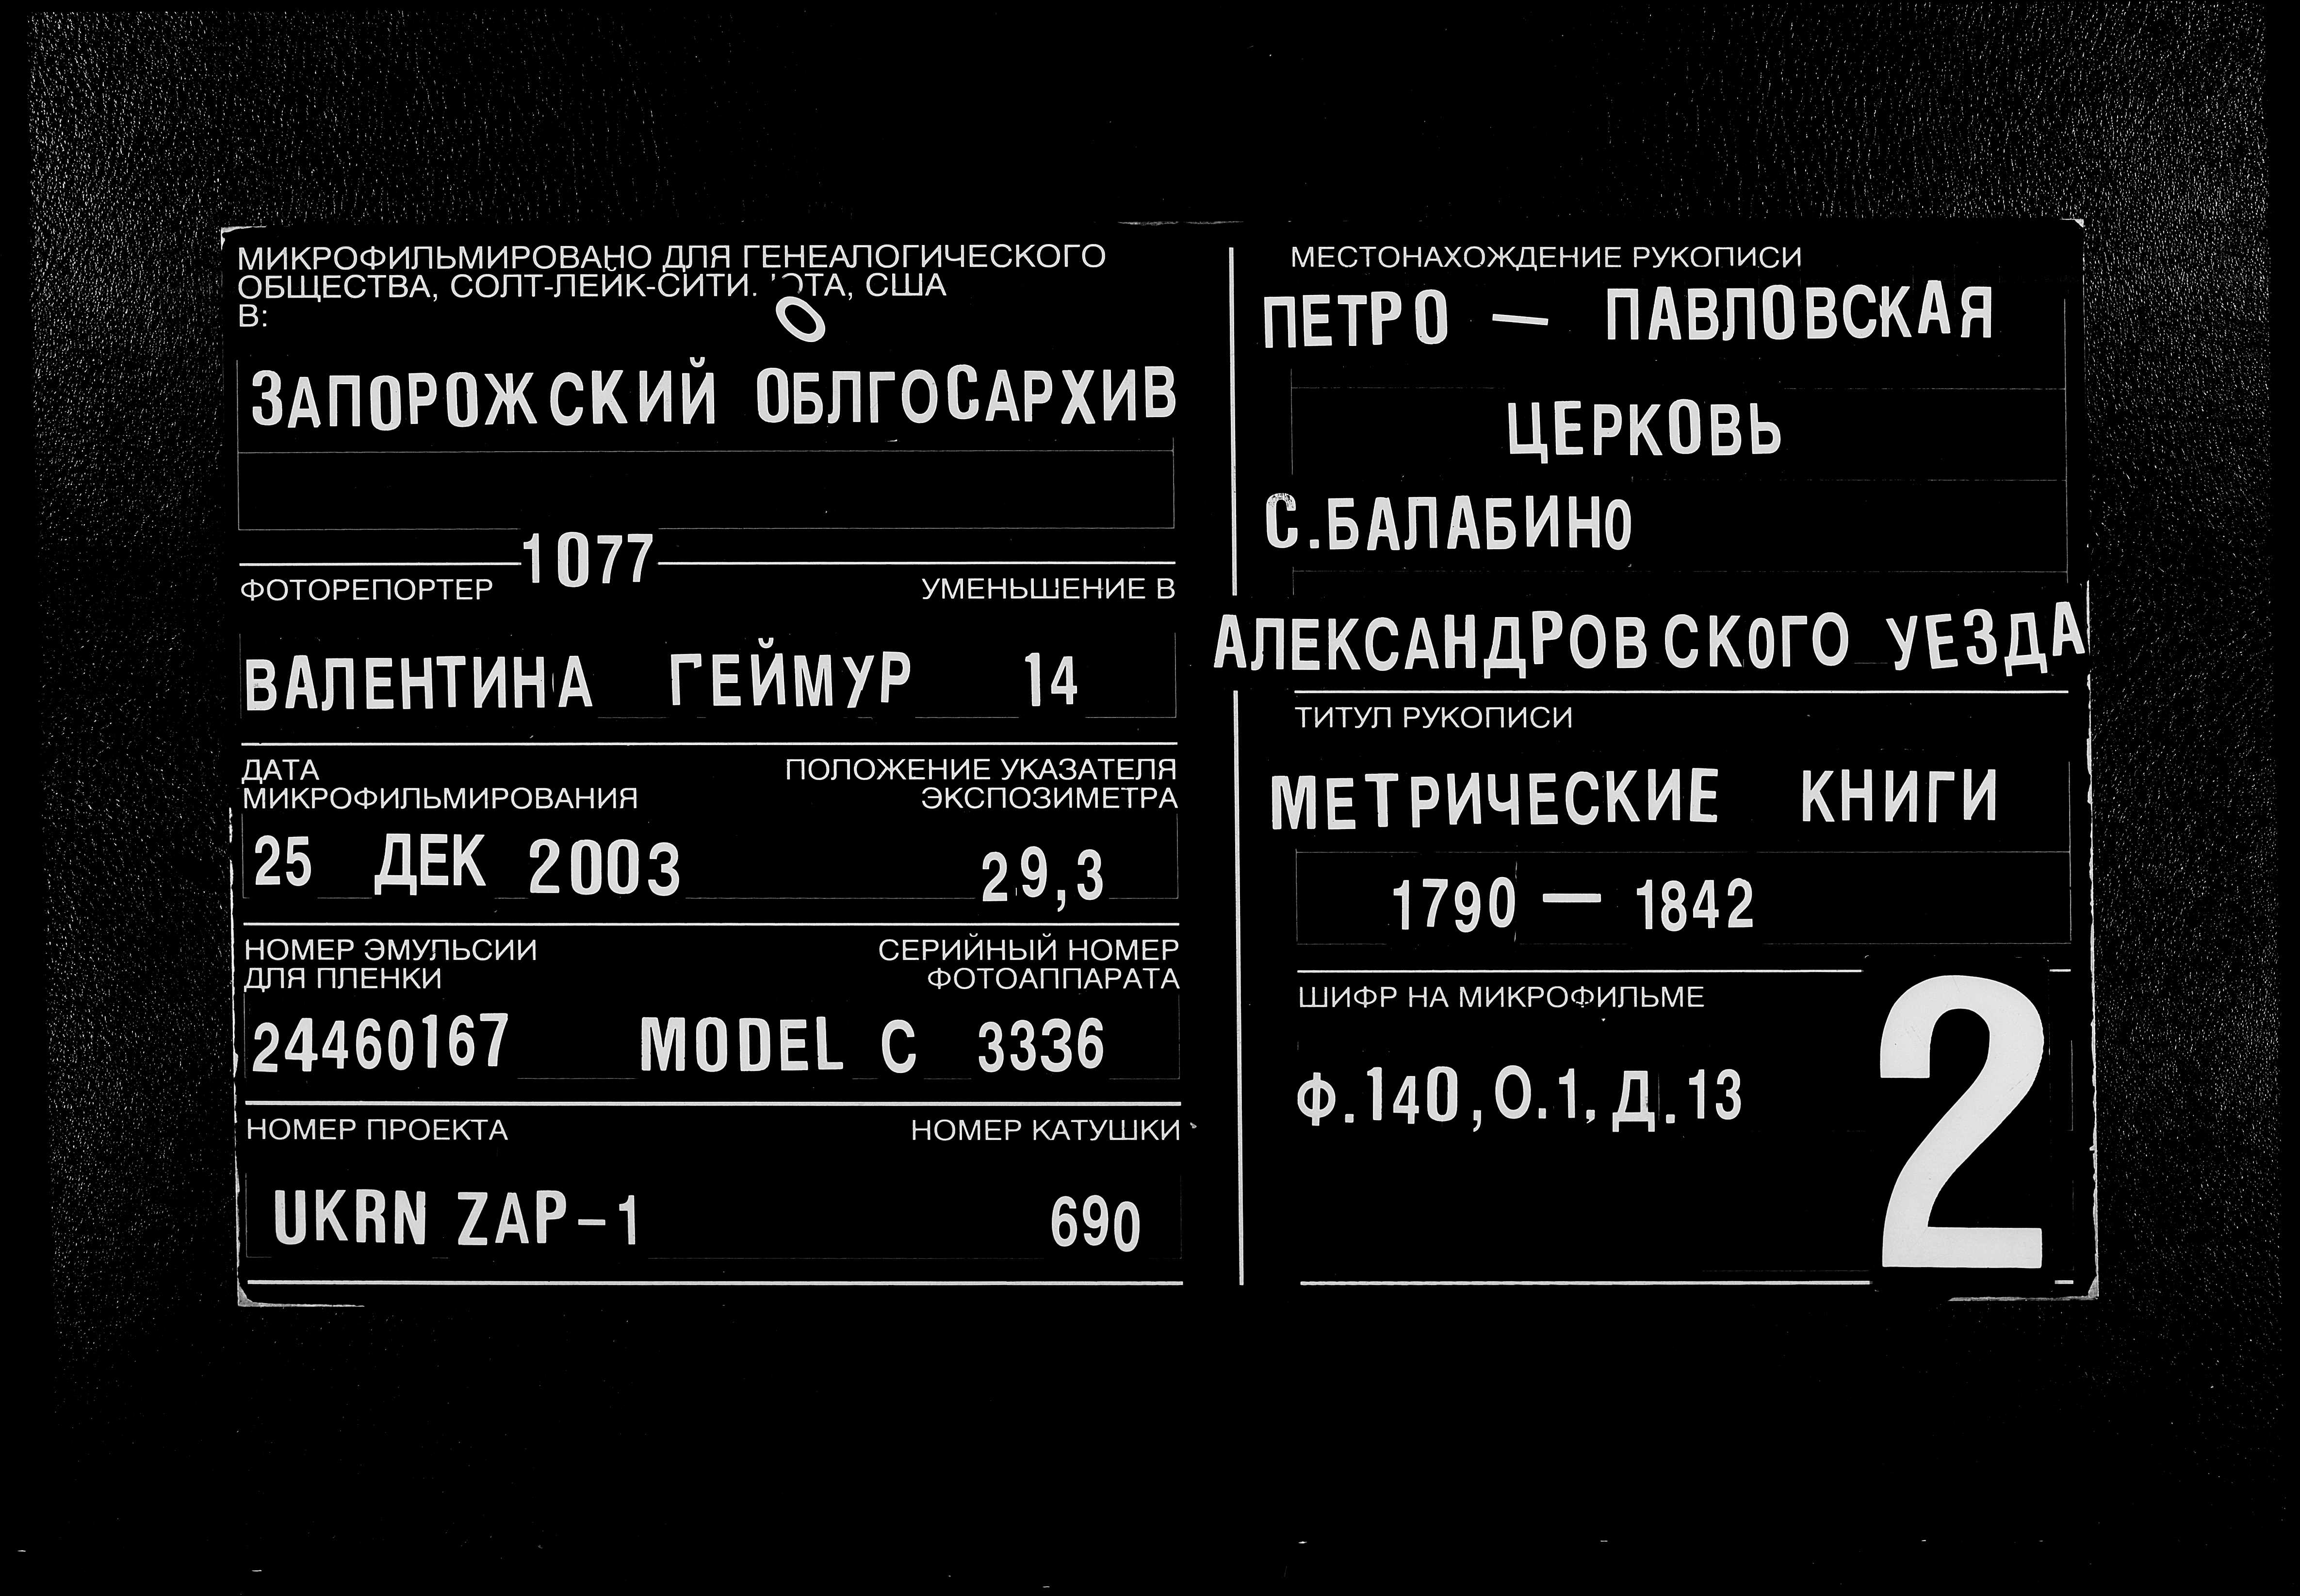 МИКРОФИЛЬМИРОВАНО ДЛЯ ГЕНЕАЛОГИЧЕСКОГО
ОБЩЕСТВА, СОЛТ-ЛЕЙК-СИТИ. ЮТА, США
В:
ЗАПОРОЖСКИЙ ОБЛГОСАРХИВ
1077
ФОТОРЕПОРТЕР УМЕНЬШЕНИЕ В
ВАЛЕНТИНА ГЕЙМУР 14
ДАТА ПОЛОЖЕНИЕ УКАЗАТЕЛЯ
МИКРОФИЛЬМИРОВАНИЯ ЭКСПОЗИМЕТРА
25 ДЕК 2003 29,3
НОМЕР ЭМУЛЬСИИ СЕРИЙНЫЙ НОМЕР
ДЛЯ ПЛЕНКИ ФОТОАППАРАТА
24460167 MODEL C 3336
НОМЕР ПРОЕКТА НОМЕР КАТУШКИ
UKRN ZAP-1 690
МЕСТОНАХОЖДЕНИЕ РУКОПИСИ
ПЕТРО — ПАВЛОВСКАЯ
ЦЕРКОВЬ
С.БАЛАБИНО
АЛЕКСАНДРОВСКОГО УЕЗДА
ТИТУЛ РУКОПИСИ
МЕТРИЧЕСКИЕ КНИГИ
1790 — 1842
ШИФР НА МИКРОФИЛЬМЕ
Ф.140,О.1,Д.13
2